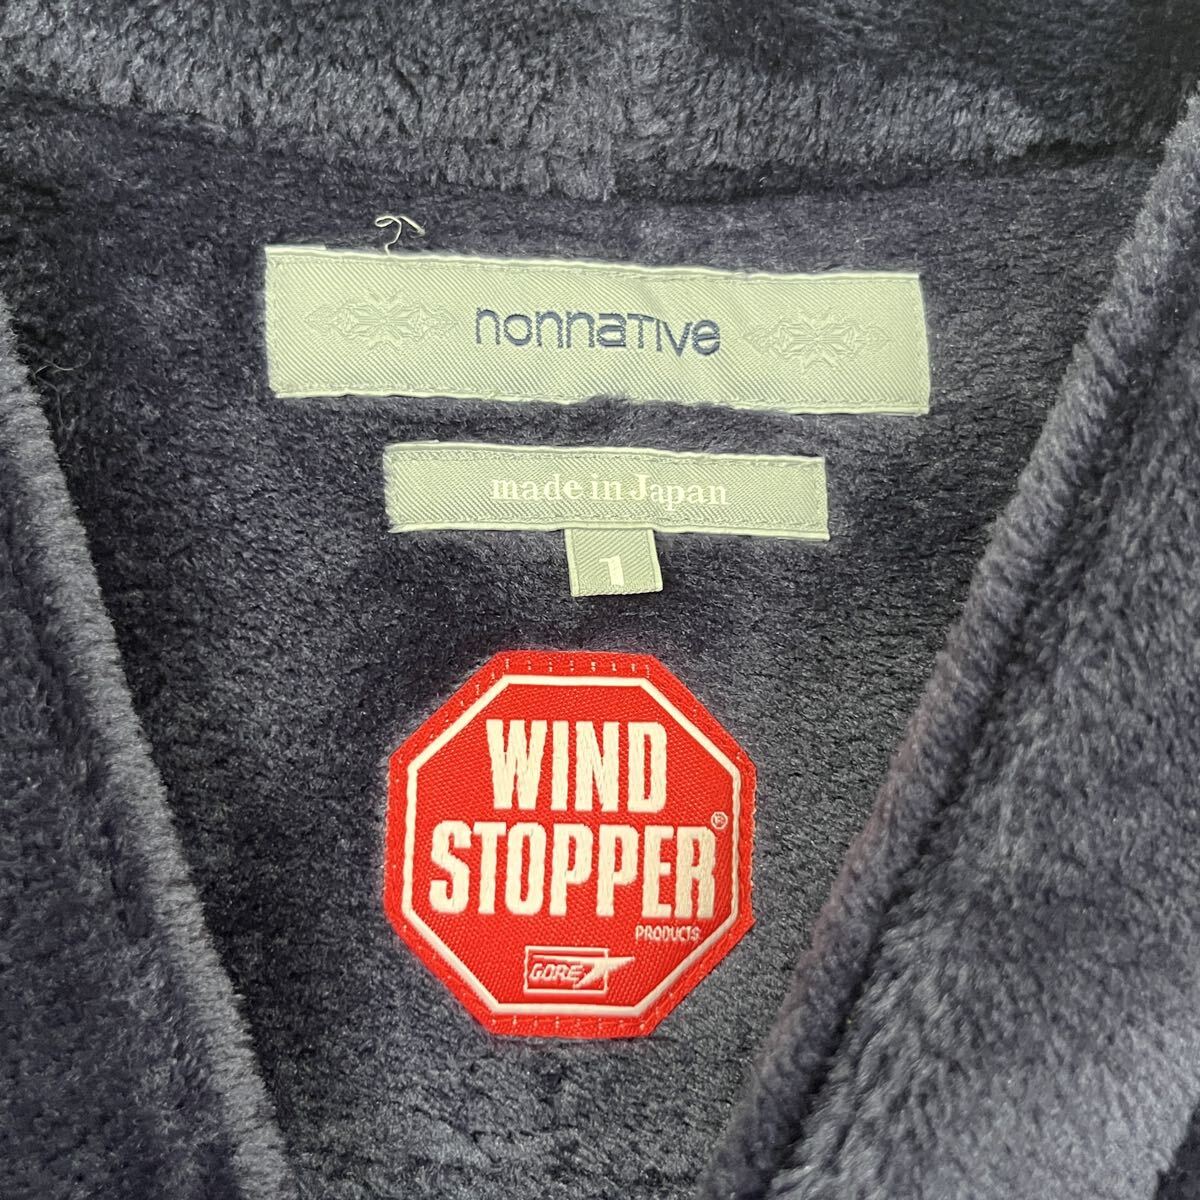 nonnative
made in Japan
1
WIND
STOPPER®
PRODUCTS
GORE